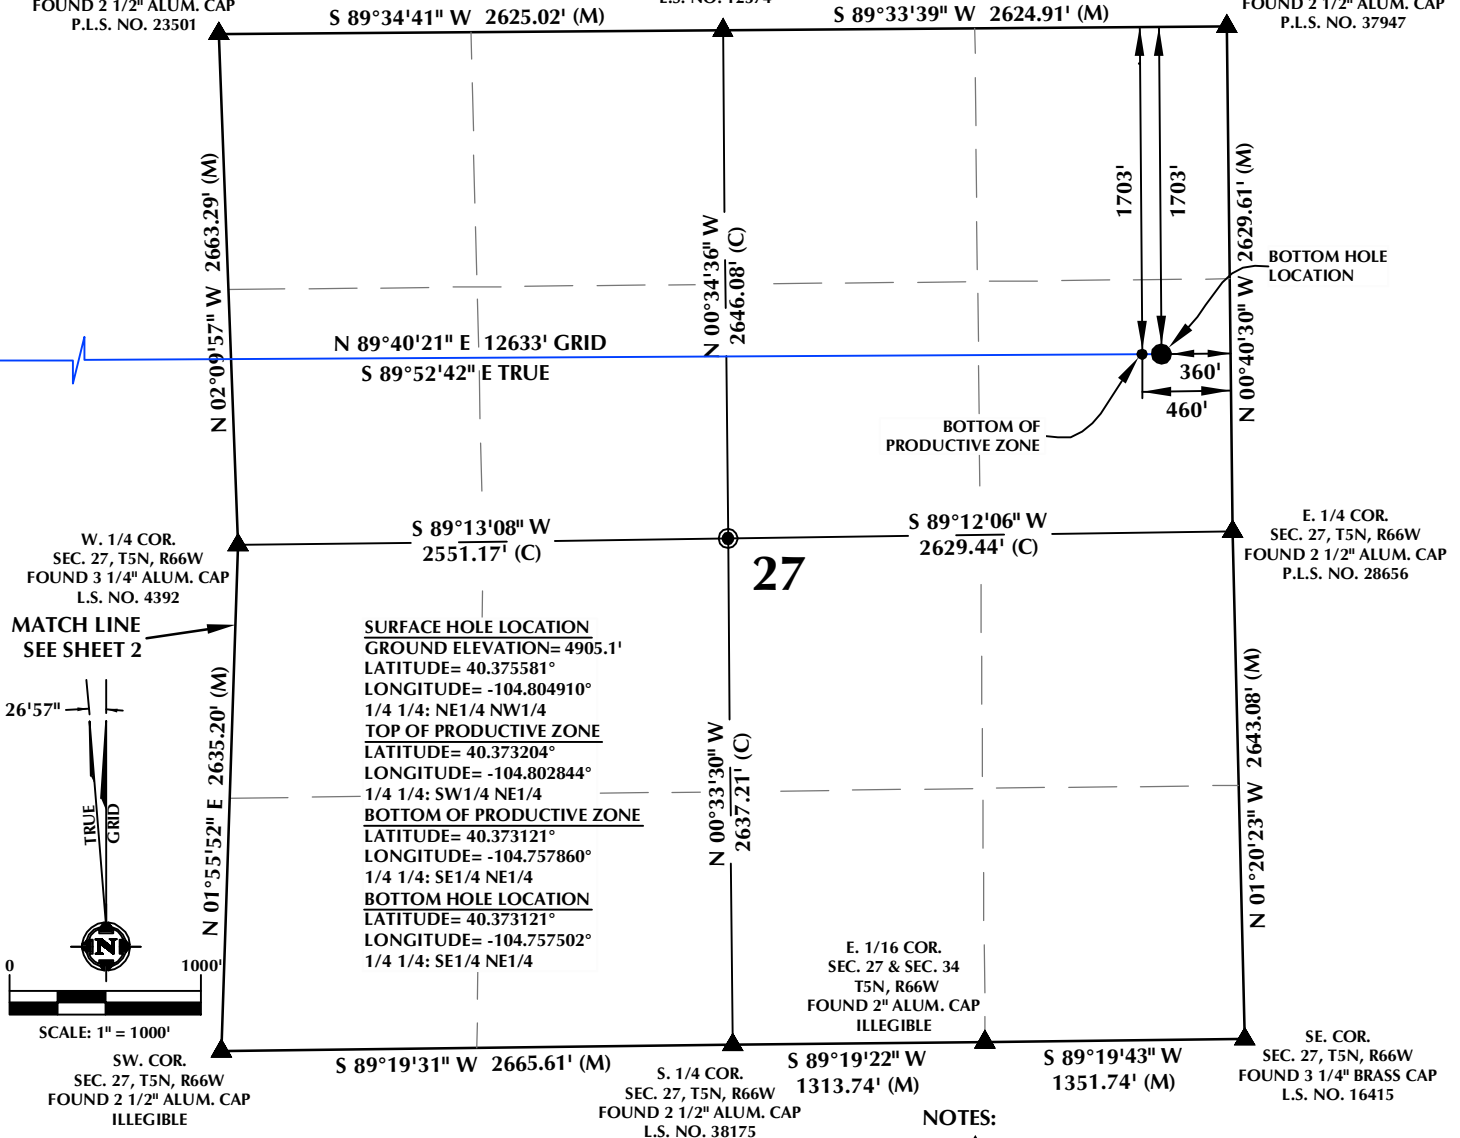 FOUND 2 1/2" ALUM. CAP
P.L.S. NO. 23501
S 89°34'41" W 2625.02' (M)
S 89°33'39" W 2624.91' (M)
FOUND 2 1/2" ALUM. CAP
P.L.S. NO. 37947
N 02°09'57" W 2663.29' (M)
N 00°34'36" W
2646.08' (C)
1703'
1703'
N 00°40'30" W 2629.61' (M)
BOTTOM HOLE
LOCATION
N 89°40'21" E 12633' GRID
S 89°52'42" E TRUE
360'
460'
BOTTOM OF
PRODUCTIVE ZONE
W. 1/4 COR.
SEC. 27, T5N, R66W
FOUND 3 1/4" ALUM. CAP
L.S. NO. 4392
S 89°13'08" W
2551.17' (C)
S 89°12'06" W
2629.44' (C)
27
E. 1/4 COR.
SEC. 27, T5N, R66W
FOUND 2 1/2" ALUM. CAP
P.L.S. NO. 28656
MATCH LINE
SEE SHEET 2
26'57"
TRUE
GRID
N
0 1000'
SCALE: 1" = 1000'
N 01°55'52" E 2635.20' (M)
SURFACE HOLE LOCATION
GROUND ELEVATION= 4905.1'
LATITUDE= 40.375581°
LONGITUDE= -104.804910°
1/4 1/4: NE1/4 NW1/4
TOP OF PRODUCTIVE ZONE
LATITUDE= 40.373204°
LONGITUDE= -104.802844°
1/4 1/4: SW1/4 NE1/4
BOTTOM OF PRODUCTIVE ZONE
LATITUDE= 40.373121°
LONGITUDE= -104.757860°
1/4 1/4: SE1/4 NE1/4
BOTTOM HOLE LOCATION
LATITUDE= 40.373121°
LONGITUDE= -104.757502°
1/4 1/4: SE1/4 NE1/4
N 00°33'30" W
2637.21' (C)
N 01°20'23" W 2643.08' (M)
E. 1/16 COR.
SEC. 27 & SEC. 34
T5N, R66W
FOUND 2" ALUM. CAP
ILLEGIBLE
SW. COR.
SEC. 27, T5N, R66W
FOUND 2 1/2" ALUM. CAP
ILLEGIBLE
S 89°19'31" W 2665.61' (M)
S. 1/4 COR.
SEC. 27, T5N, R66W
FOUND 2 1/2" ALUM. CAP
L.S. NO. 38175
S 89°19'22" W
1313.74' (M)
S 89°19'43" W
1351.74' (M)
SE. COR.
SEC. 27, T5N, R66W
FOUND 3 1/4" BRASS CAP
L.S. NO. 16415
NOTES: